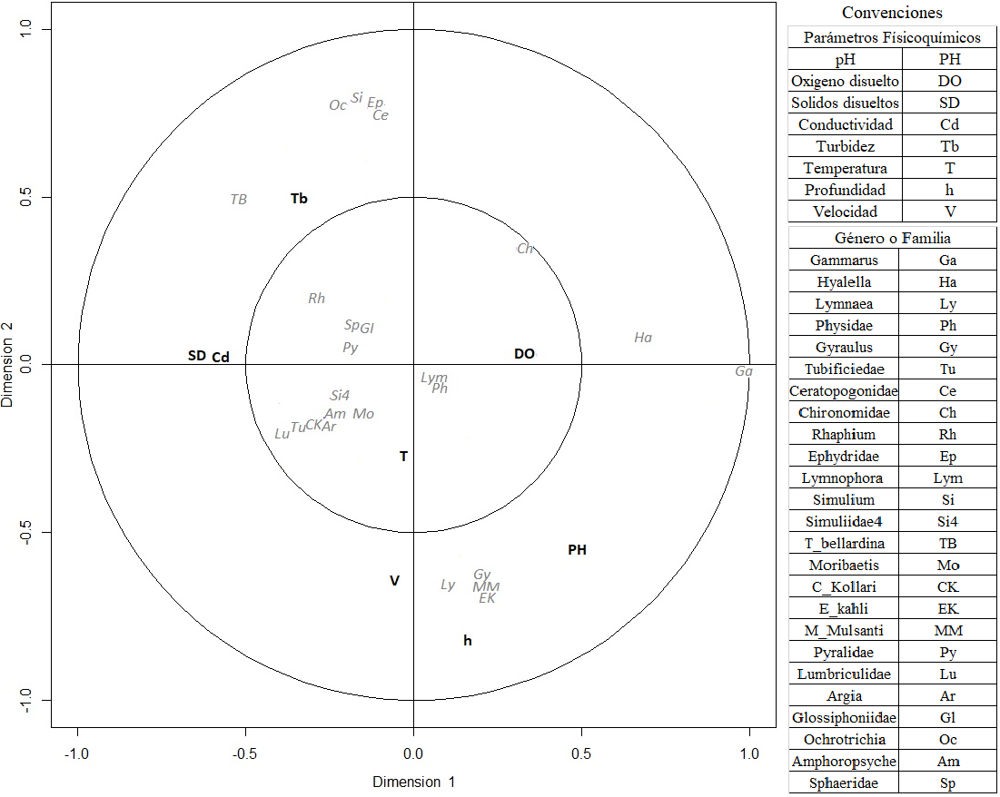 1.0
0.5
0.0
-0.5
-1.0
Dimension 2
Oc Si Ep Ce
TB Tb
Ch
Rh
Sp Gl
Py
Ha
SD Cd DO
Ga
Lym
Ph
Si4
Am Mo
Lu Tu CK Ar
T
PH
V
Ly Gy
MM
EK
h
-1.0 -0.5 0.0 0.5 1.0
Dimension 1
Convenciones
Parámetros Físicoquímicos
pH PH
Oxigeno disuelto DO
Solidos disueltos SD
Conductividad Cd
Turbidez Tb
Temperatura T
Profundidad h
Velocidad V
Género o Familia
Gammarus Ga
Hyalella Ha
Lymnaea Ly
Physidae Ph
Gyraulus Gy
Tubificiedae Tu
Ceratopogonidae Ce
Chironomidae Ch
Rhaphium Rh
Ephydridae Ep
Lymnophora Lym
Simulium Si
Simuliidae4 Si4
T_bellardina TB
Moribaetis Mo
C_Kollari CK
E_kahli EK
M_Mulsanti MM
Pyralidae Py
Lumbriculidae Lu
Argia Ar
Glossiphoniidae Gl
Ochrotrichia Oc
Amphoropsyche Am
Sphaeridae Sp